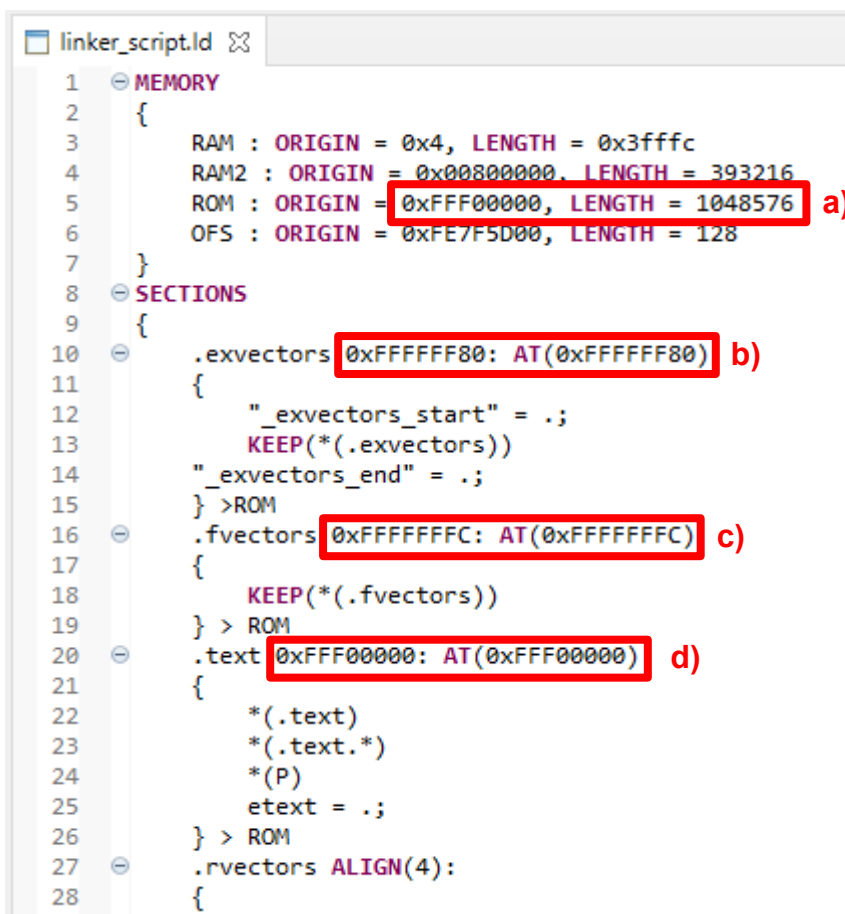 linker_script.ld
1 MEMORY
2 {
3 RAM : ORIGIN = 0x4, LENGTH = 0x3fffc
4 RAM2 : ORIGIN = 0x00800000, LENGTH = 393216
5 ROM : ORIGIN = 0xFFF00000, LENGTH = 1048576 a)
6 OFS : ORIGIN = 0xFE7F5D00, LENGTH = 128
7 }
8 SECTIONS
9 {
10 .exvectors 0xFFFFFF80: AT(0xFFFFFF80) b)
11 {
12 "_exvectors_start" = .;
13 KEEP(*(.exvectors))
14 "_exvectors_end" = .;
15 } >ROM
16 .fvectors 0xFFFFFFFC: AT(0xFFFFFFFC) c)
17 {
18 KEEP(*(.fvectors))
19 } > ROM
20 .text 0xFFF00000: AT(0xFFF00000) d)
21 {
22 *(.text)
23 *(.text.*)
24 *(P)
25 etext = .;
26 } > ROM
27 .rvectors ALIGN(4):
28 {